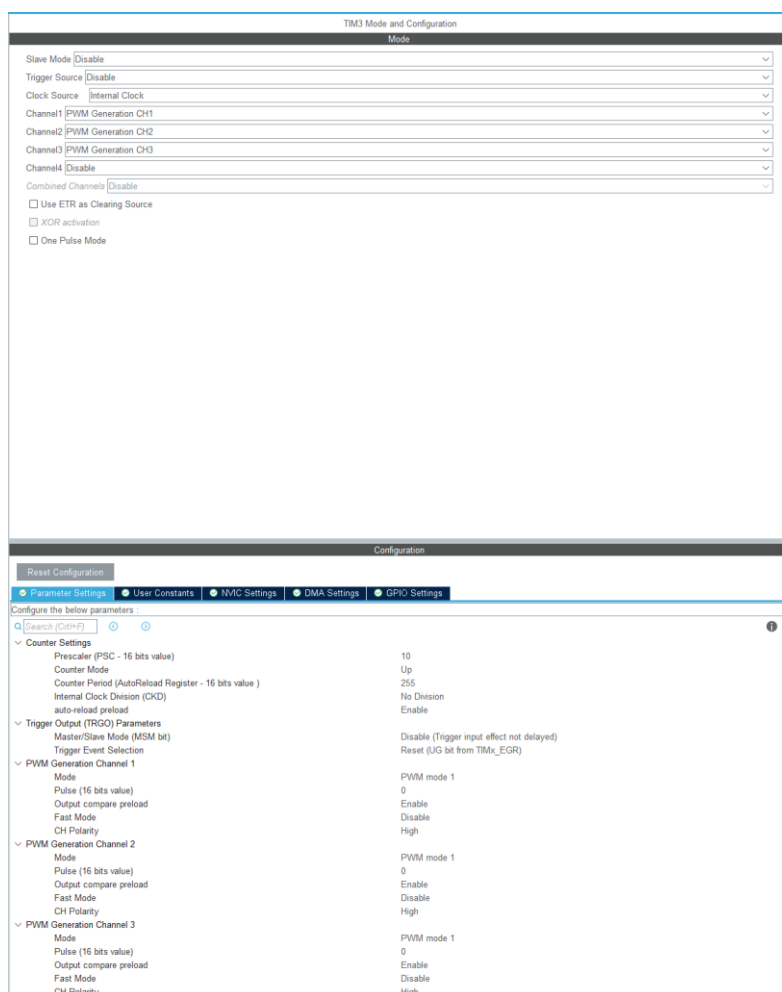 TIM3 Mode and Configuration
Mode
Slave Mode Disable
Trigger Source Disable
Clock Source Internal Clock
Channel1 PWM Generation CH1
Channel2 PWM Generation CH2
Channel3 PWM Generation CH3
Channel4 Disable
Combined Channels Disable
Use ETR as Clearing Source
XOR activation
One Pulse Mode
Configuration
Reset Configuration
Parameter Settings User Constants NVIC Settings DMA Settings GPIO Settings
Configure the below parameters :
Search (Crtl+F)
Counter Settings
Prescaler (PSC - 16 bits value) 10
Counter Mode Up
Counter Period (AutoReload Register - 16 bits value ) 255
Internal Clock Division (CKD) No Division
auto-reload preload Enable
Trigger Output (TRGO) Parameters
Master/Slave Mode (MSM bit) Disable (Trigger input effect not delayed)
Trigger Event Selection Reset (UG bit from TIMx_EGR)
PWM Generation Channel 1
Mode PWM mode 1
Pulse (16 bits value) 0
Output compare preload Enable
Fast Mode Disable
CH Polarity High
PWM Generation Channel 2
Mode PWM mode 1
Pulse (16 bits value) 0
Output compare preload Enable
Fast Mode Disable
CH Polarity High
PWM Generation Channel 3
Mode PWM mode 1
Pulse (16 bits value) 0
Output compare preload Enable
Fast Mode Disable
CH Polarity High